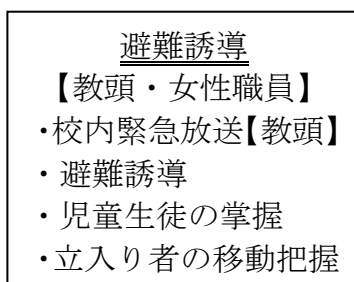 避難誘導
【教頭・女性職員】
・校内緊急放送【教頭】
・避難誘導
・児童生徒の掌握
・立入り者の移動把握